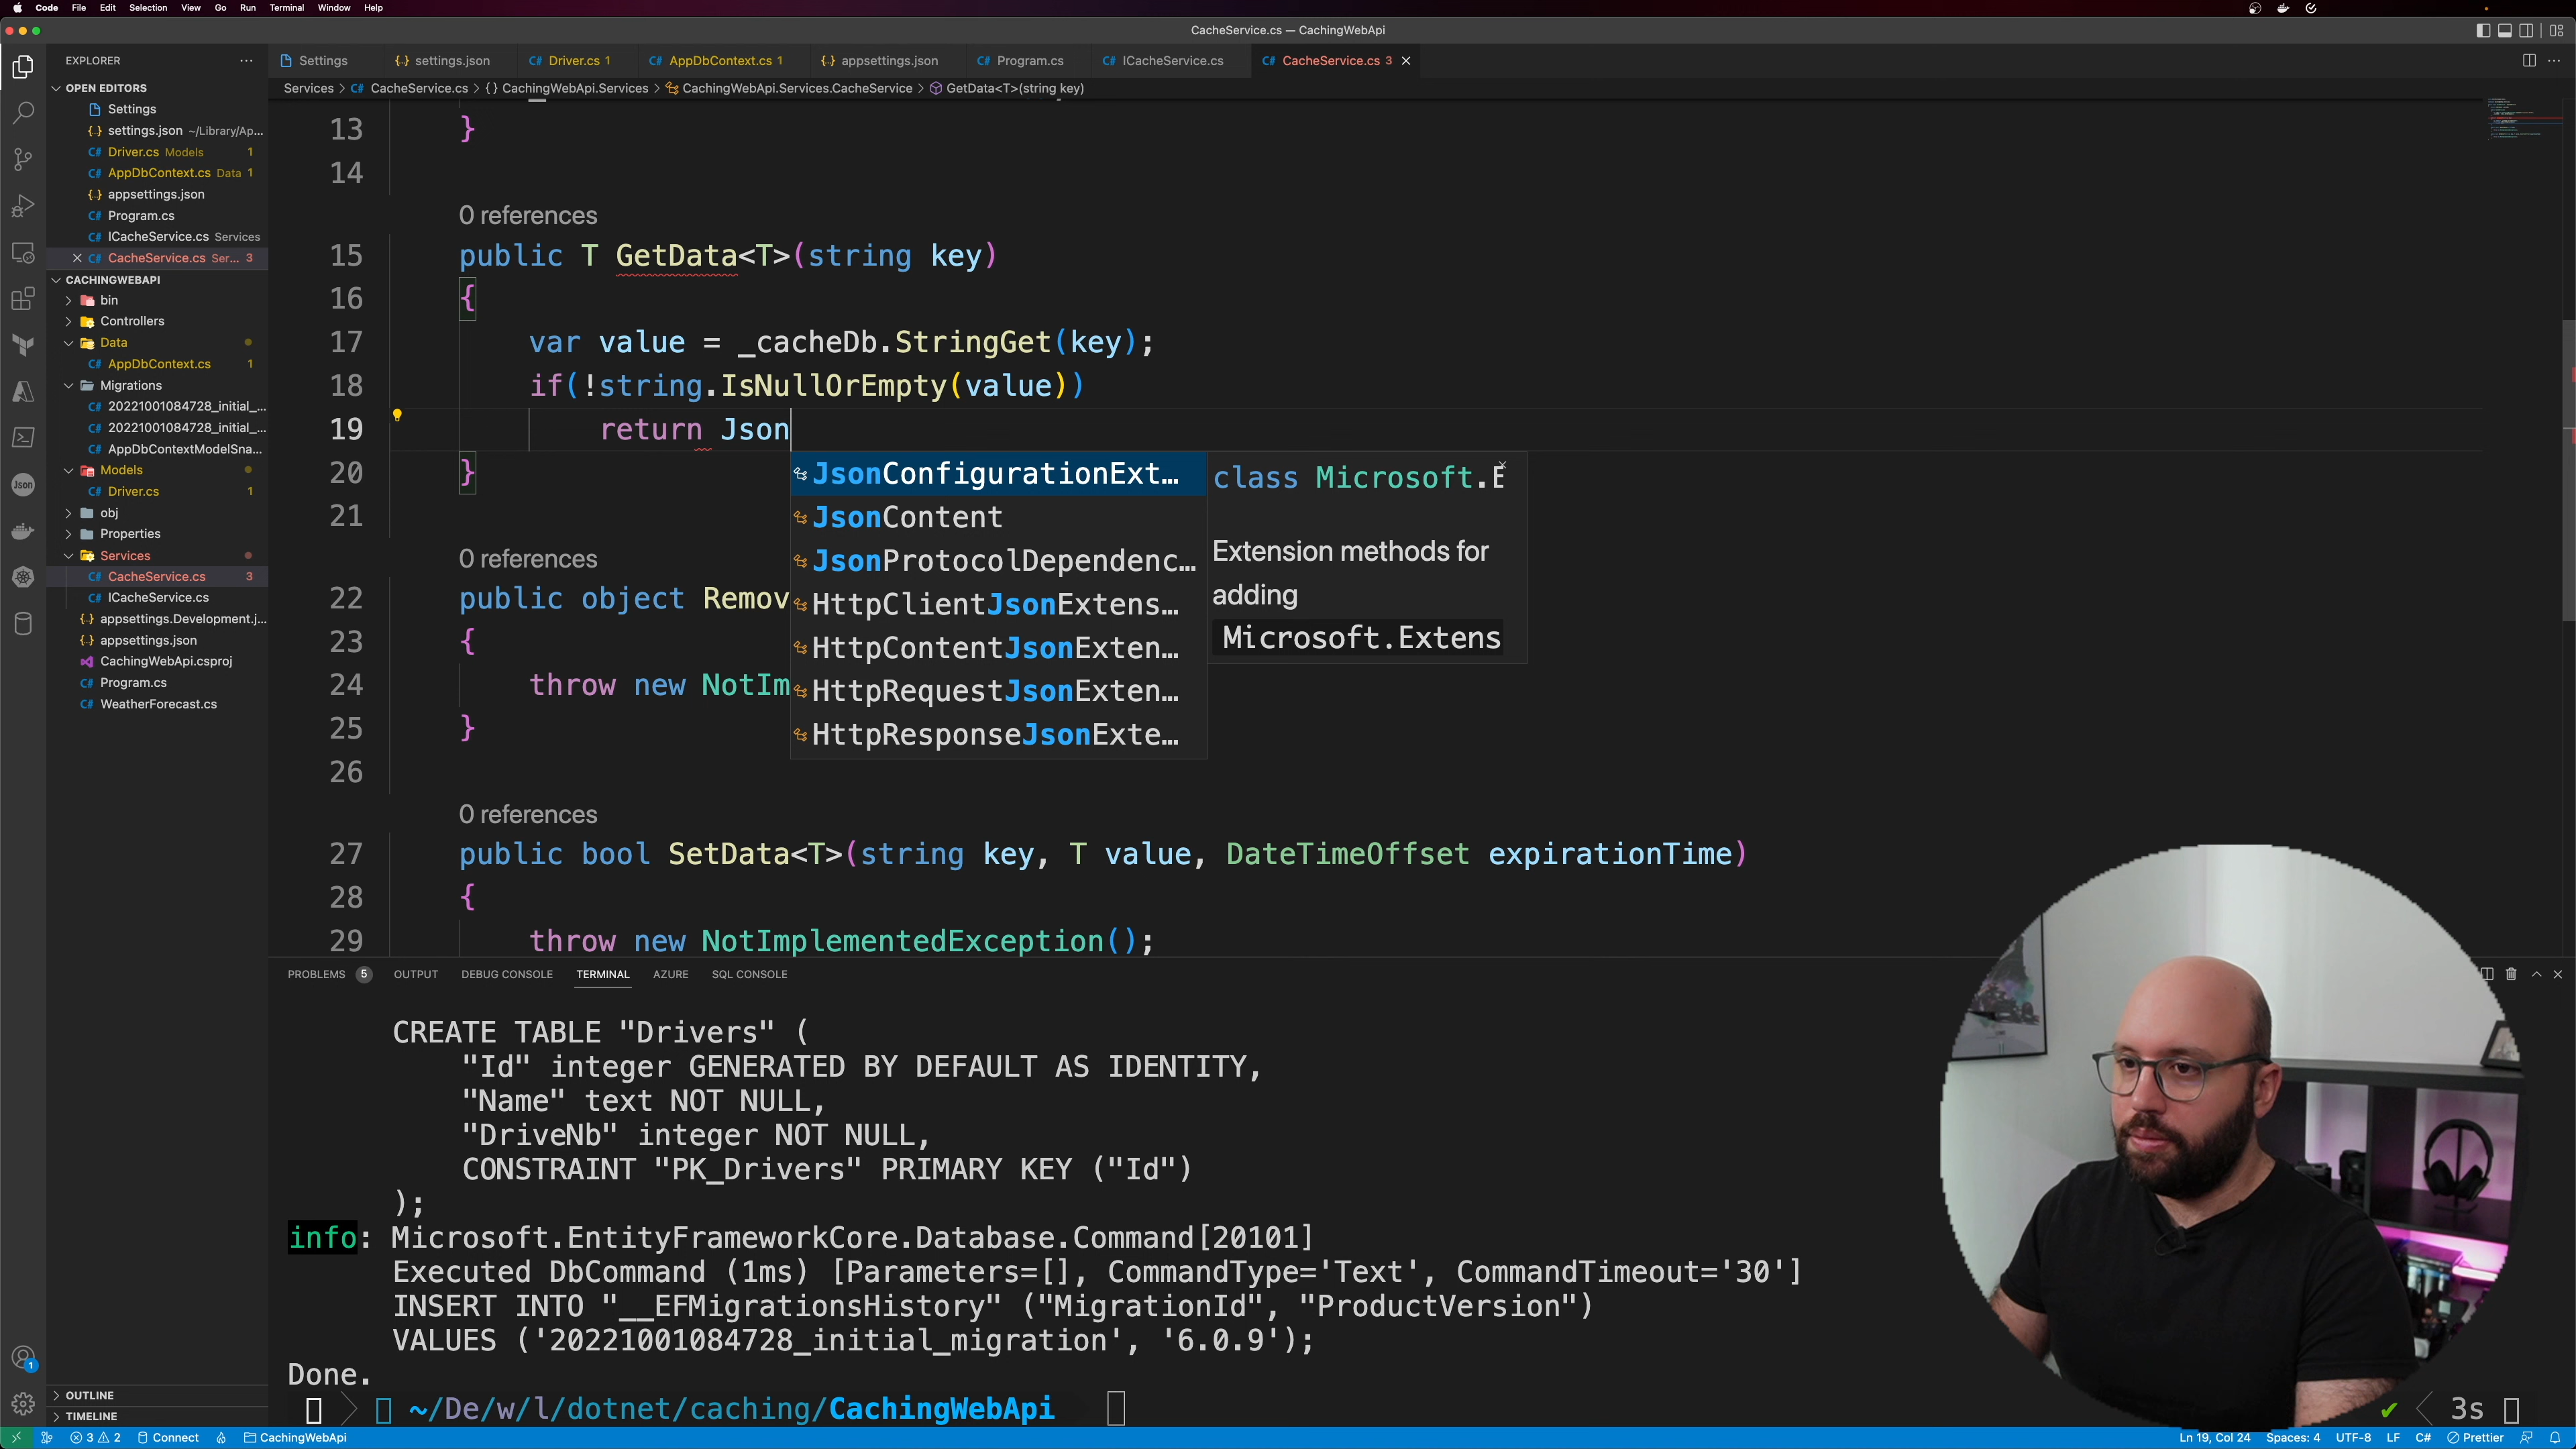 Code File Edit Selection View Go Run Terminal Window Help
CacheService.cs — CachingWebApi
EXPLORER
Settings settings.json Driver.cs 1 AppDbContext.cs 1 appsettings.json Program.cs ICacheService.cs CacheService.cs 3
Services > CacheService.cs > {} CachingWebApi.Services > CachingWebApi.Services.CacheService > GetData<T>(string key)
OPEN EDITORS
Settings
settings.json ~/Library/Ap...
Driver.cs Models 1
AppDbContext.cs Data 1
appsettings.json
Program.cs
ICacheService.cs Services
CacheService.cs Ser... 3
CACHINGWEBAPI
bin
Controllers
Data
AppDbContext.cs 1
Migrations
20221001084728_initial_...
20221001084728_initial_...
AppDbContextModelSna...
Models
Driver.cs 1
obj
Properties
Services
CacheService.cs 3
ICacheService.cs
appsettings.Development.j...
appsettings.json
CachingWebApi.csproj
Program.cs
WeatherForecast.cs
OUTLINE
TIMELINE
Json
13 }
14
0 references
15 public T GetData<T>(string key)
16 {
17 var value = _cacheDb.StringGet(key);
18 if(!string.IsNullOrEmpty(value))
19 return Json
20 }
21
0 references
22 public object Remov
23 {
24 throw new NotIm
25 }
26
0 references
27 public bool SetData<T>(string key, T value, DateTimeOffset expirationTime)
28 {
29 throw new NotImplementedException();
JsonConfigurationExt...
JsonContent
JsonProtocolDependenc...
HttpClientJsonExtens...
HttpContentJsonExten...
HttpRequestJsonExten...
HttpResponseJsonExte...
class Microsoft.E
Extension methods for
adding
Microsoft.Extens
PROBLEMS 5 OUTPUT DEBUG CONSOLE TERMINAL AZURE SQL CONSOLE
CREATE TABLE "Drivers" (
"Id" integer GENERATED BY DEFAULT AS IDENTITY,
"Name" text NOT NULL,
"DriveNb" integer NOT NULL,
CONSTRAINT "PK_Drivers" PRIMARY KEY ("Id")
);
info: Microsoft.EntityFrameworkCore.Database.Command[20101]
Executed DbCommand (1ms) [Parameters=[], CommandType='Text', CommandTimeout='30']
INSERT INTO "__EFMigrationsHistory" ("MigrationId", "ProductVersion")
VALUES ('20221001084728_initial_migration', '6.0.9');
Done.
~/De/w/l/dotnet/caching/CachingWebApi
3s
1
3 2 Connect CachingWebApi
Ln 19, Col 24 Spaces: 4 UTF-8 LF C# Prettier